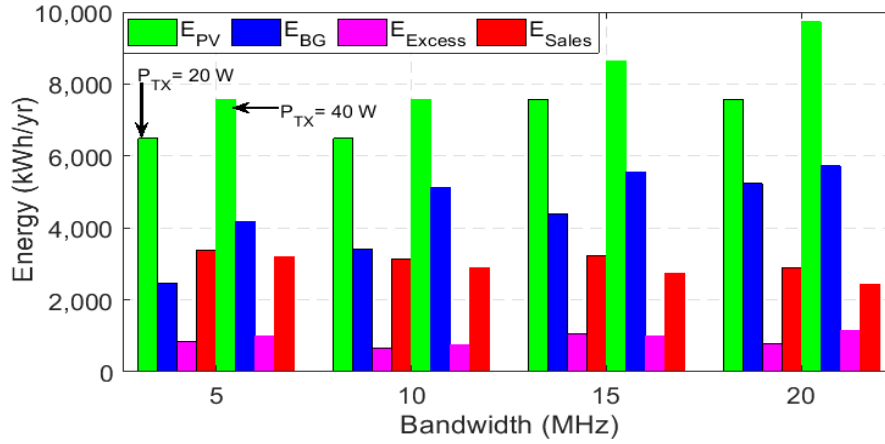 10,000
8,000
6,000
4,000
2,000
0
Energy (kWh/yr)
E_PV E_BG E_Excess E_Sales
P_TX= 20 W
P_TX= 40 W
5 10 15 20
Bandwidth (MHz)